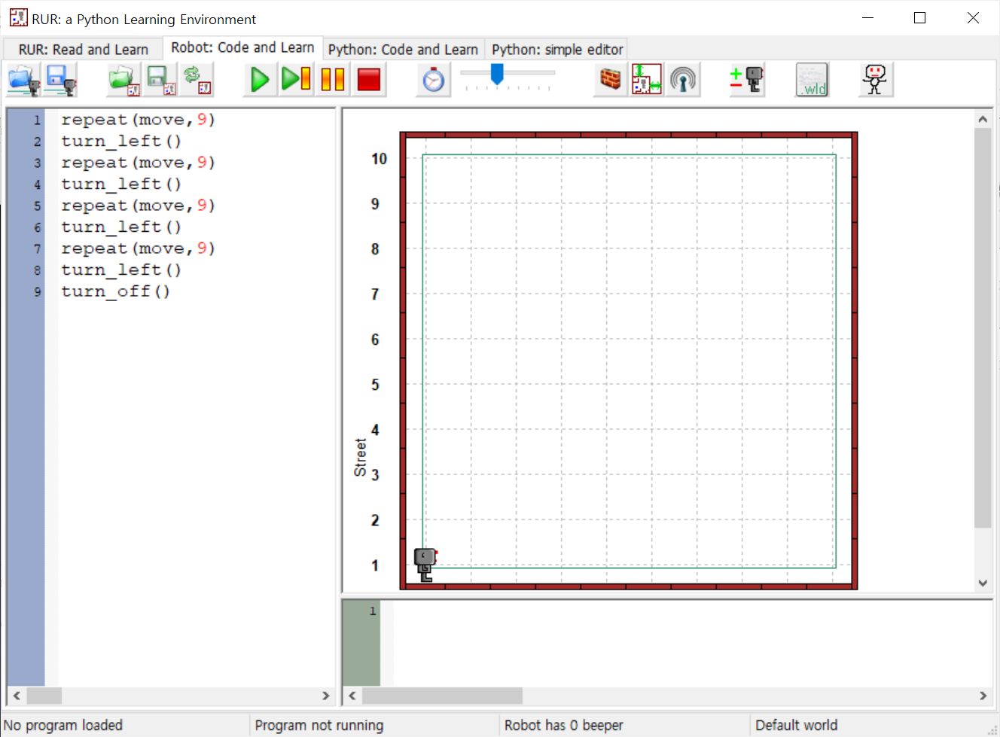 RUR: a Python Learning Environment
RUR: Read and Learn Robot: Code and Learn Python: Code and Learn Python: simple editor
.wld
1 repeat(move,9)
2 turn_left()
3 repeat(move,9)
4 turn_left()
5 repeat(move,9)
6 turn_left()
7 repeat(move,9)
8 turn_left()
9 turn_off()
10
9
8
7
6
5
4
Street
3
2
1
1
No program loaded Program not running Robot has 0 beeper Default world